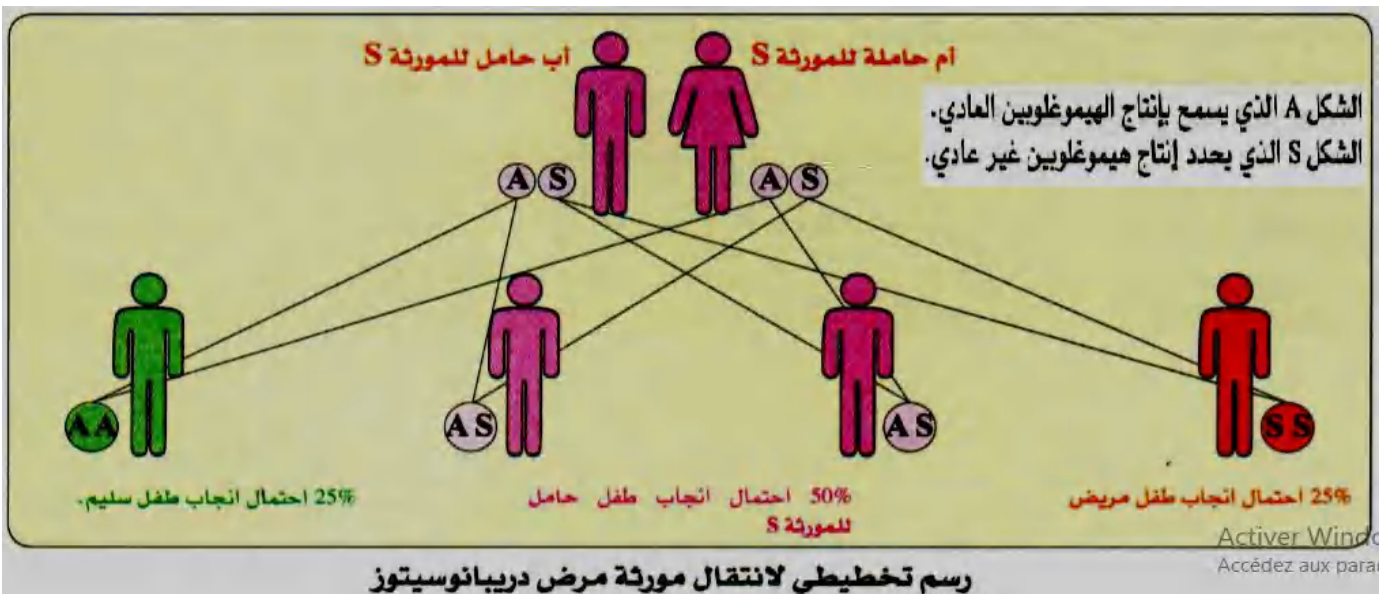 أم حاملة للمورثة S
أب حامل للمورثة S
الشكل A الذي يسمح بإنتاج الهيموغلوبين العادي.
الشكل S الذي يحدد إنتاج هيموغلوبين غير عادي.
A S
A S
A A
A S
A S
S S
25% احتمال انجاب طفل مريض
50% احتمال انجاب طفل حامل
للمورثة S
25% احتمال انجاب طفل سليم.
رسم تخطيطي لانتقال مورثة مرض دريبانوسيتوز
Activer Windo
Accédez aux para